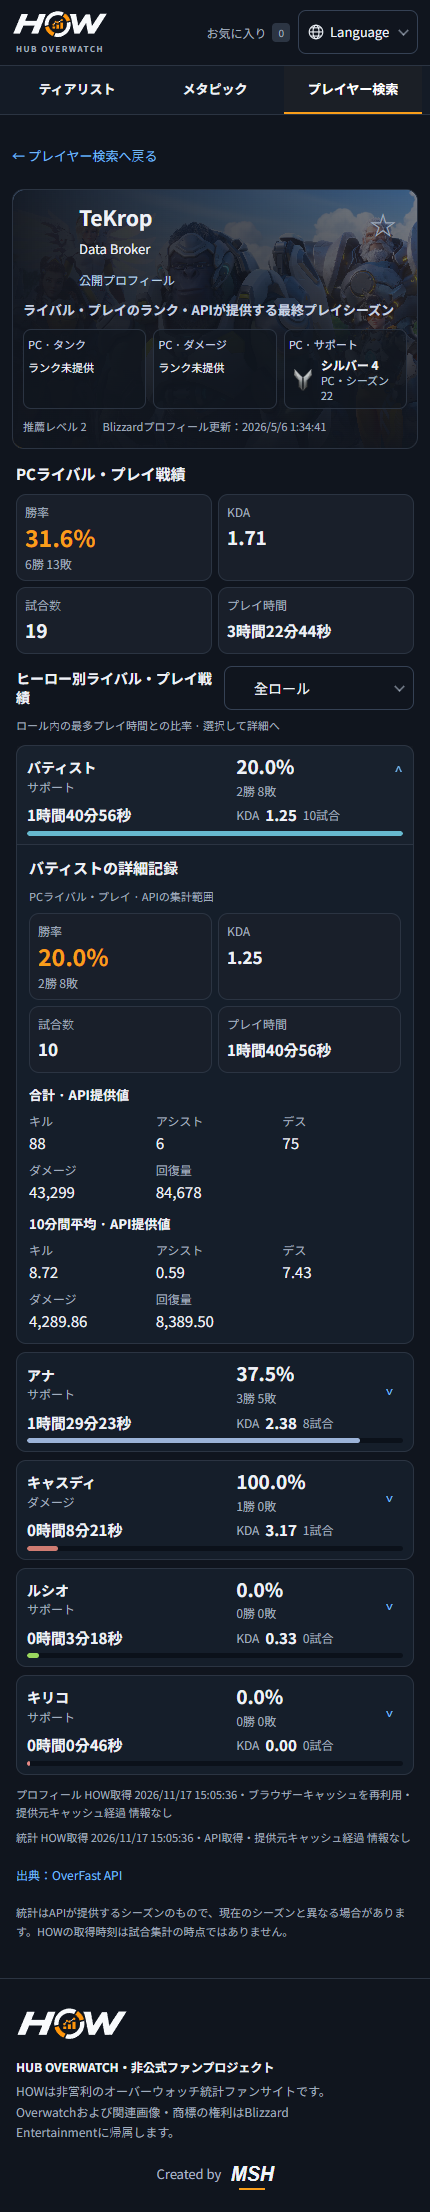 HOW
HUB OVERWATCH
お気に入り 0
Language
ティアリスト メタピック プレイヤー検索
← プレイヤー検索へ戻る
TeKrop
Data Broker
公開プロフィール
ライバル・プレイのランク・APIが提供する最終プレイシーズン
PC · タンク
ランク未提供
PC · ダメージ
ランク未提供
PC · サポート
シルバー 4
PC・シーズン
22
推薦レベル 2 Blizzardプロフィール更新：2026/5/6 1:34:41
PCライバル・プレイ戦績
勝率
31.6%
6勝 13敗
KDA
1.71
試合数
19
プレイ時間
3時間22分44秒
ヒーロー別ライバル・プレイ戦
績
全ロール
ロール内の最多プレイ時間との比率 · 選択して詳細へ
バティスト
サポート
1時間40分56秒
20.0%
2勝 8敗
KDA 1.25 10試合
バティストの詳細記録
PCライバル・プレイ · APIの集計範囲
勝率
20.0%
2勝 8敗
KDA
1.25
試合数
10
プレイ時間
1時間40分56秒
合計 · API提供値
キル アシスト デス
88 6 75
ダメージ 回復量
43,299 84,678
10分間平均 · API提供値
キル アシスト デス
8.72 0.59 7.43
ダメージ 回復量
4,289.86 8,389.50
アナ
サポート
1時間29分23秒
37.5%
3勝 5敗
KDA 2.38 8試合
キャスディ
ダメージ
0時間8分21秒
100.0%
1勝 0敗
KDA 3.17 1試合
ルシオ
サポート
0時間3分18秒
0.0%
0勝 0敗
KDA 0.33 0試合
キリコ
サポート
0時間0分46秒
0.0%
0勝 0敗
KDA 0.00 0試合
プロフィール HOW取得 2026/11/17 15:05:36・ブラウザーキャッシュを再利用・
提供元キャッシュ経過 情報なし
統計 HOW取得 2026/11/17 15:05:36・API取得・提供元キャッシュ経過 情報なし
出典：OverFast API
統計はAPIが提供するシーズンのもので、現在のシーズンと異なる場合がありま
す。HOWの取得時刻は試合集計の時点ではありません。
HOW
HUB OVERWATCH・非公式ファンプロジェクト
HOWは非営利のオーバーウォッチ統計ファンサイトです。
Overwatchおよび関連画像・商標の権利はBlizzard
Entertainmentに帰属します。
Created by MSH